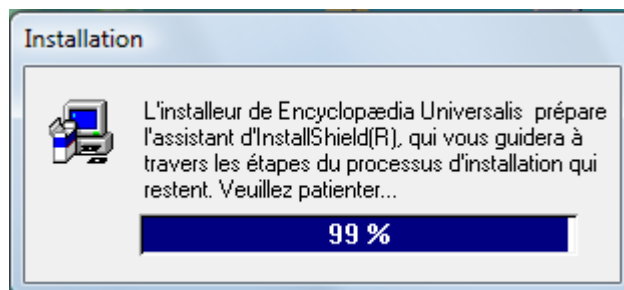 Installation
L'installeur de Encyclopædia Universalis  prépare
l'assistant d'InstallShield(R), qui vous guidera à
travers les étapes du processus d'installation qui
restent. Veuillez patienter...
99 %